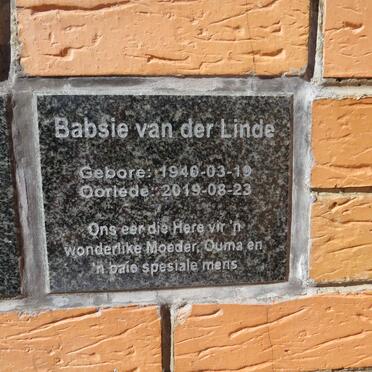 Babsie van der Linde
Gebore: 1940-03-19
Oorlede: 2019-08-23
Ons eer die Here vir 'n
wonderlike Moeder, Ouma en
'n baie spesiale mens